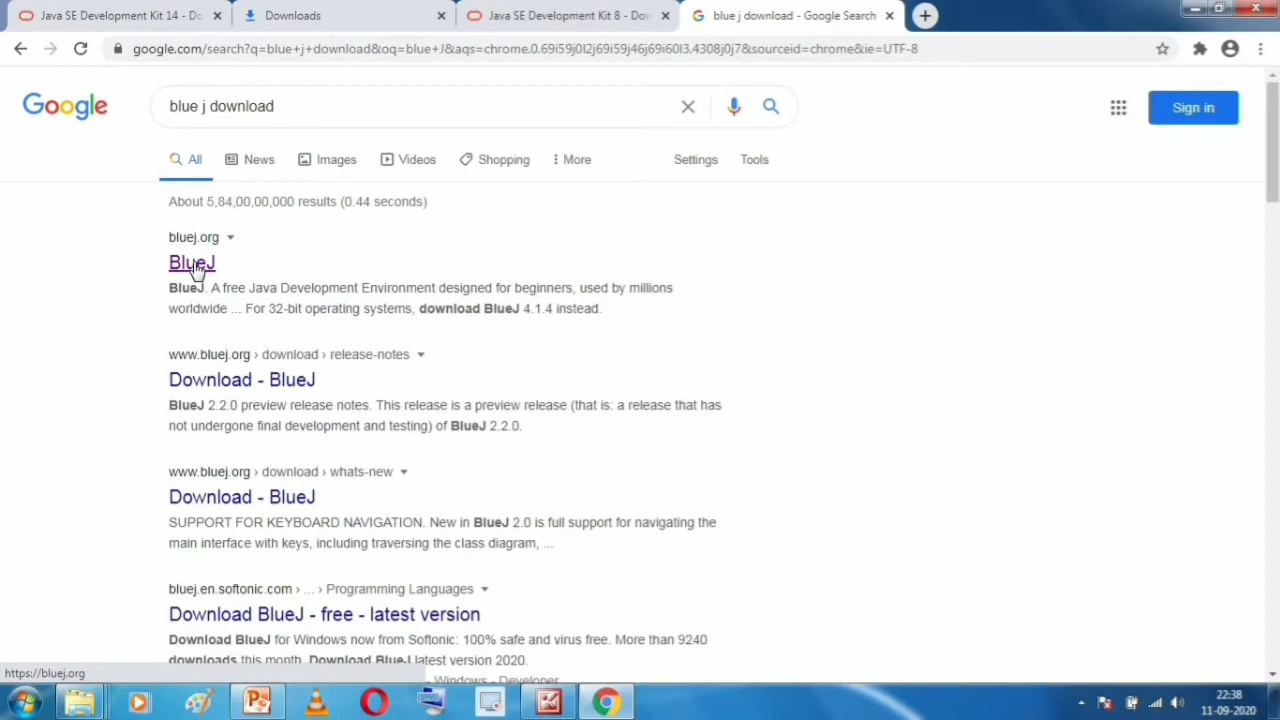 Java SE Development Kit 14 - Do
Downloads
Java SE Development Kit 8 - Dow
blue j download - Google Search
google.com/search?q=blue+j+download&oq=blue+J&aqs=chrome.0.69i59j0l2j69i59j46j69i60l3.4308j0j7&sourceid=chrome&ie=UTF-8
Google
blue j download
Sign in
All
News
Images
Videos
Shopping
More
Settings
Tools
About 5,84,00,00,000 results (0.44 seconds)
bluej.org
BlueJ
BlueJ. A free Java Development Environment designed for beginners, used by millions
worldwide ... For 32-bit operating systems, download BlueJ 4.1.4 instead.
www.bluej.org › download › release-notes
Download - BlueJ
BlueJ 2.2.0 preview release notes. This release is a preview release (that is: a release that has
not undergone final development and testing) of BlueJ 2.2.0.
www.bluej.org › download › whats-new
Download - BlueJ
SUPPORT FOR KEYBOARD NAVIGATION. New in BlueJ 2.0 is full support for navigating the
main interface with keys, including traversing the class diagram, ...
bluej.en.softonic.com › ... › Programming Languages
Download BlueJ - free - latest version
Download BlueJ for Windows now from Softonic: 100% safe and virus free. More than 9240
downloads this month. Download BlueJ latest version 2020.
- Windows - Developer
https://bluej.org
22:38
11-09-2020